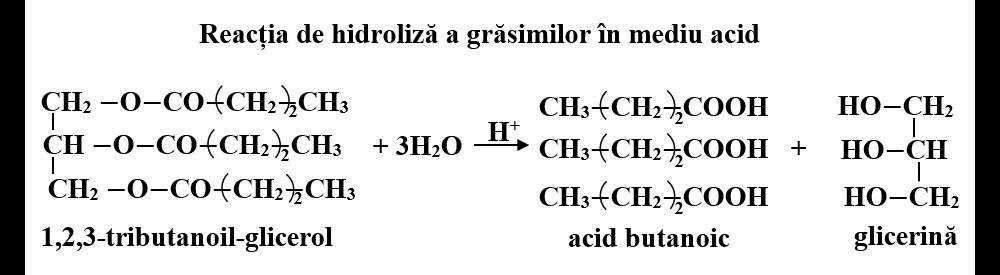 Reacția de hidroliză a grăsimilor în mediu acid
CH₂ –O–CO–(CH₂)₂CH₃
CH –O–CO–(CH₂)₂CH₃
CH₂ –O–CO–(CH₂)₂CH₃
+ 3H₂O
H⁺
CH₃–(CH₂)₂COOH
CH₃–(CH₂)₂COOH
CH₃–(CH₂)₂COOH
+
HO–CH₂
HO–CH
HO–CH₂
1,2,3-tributanoil-glicerol
acid butanoic
glicerină